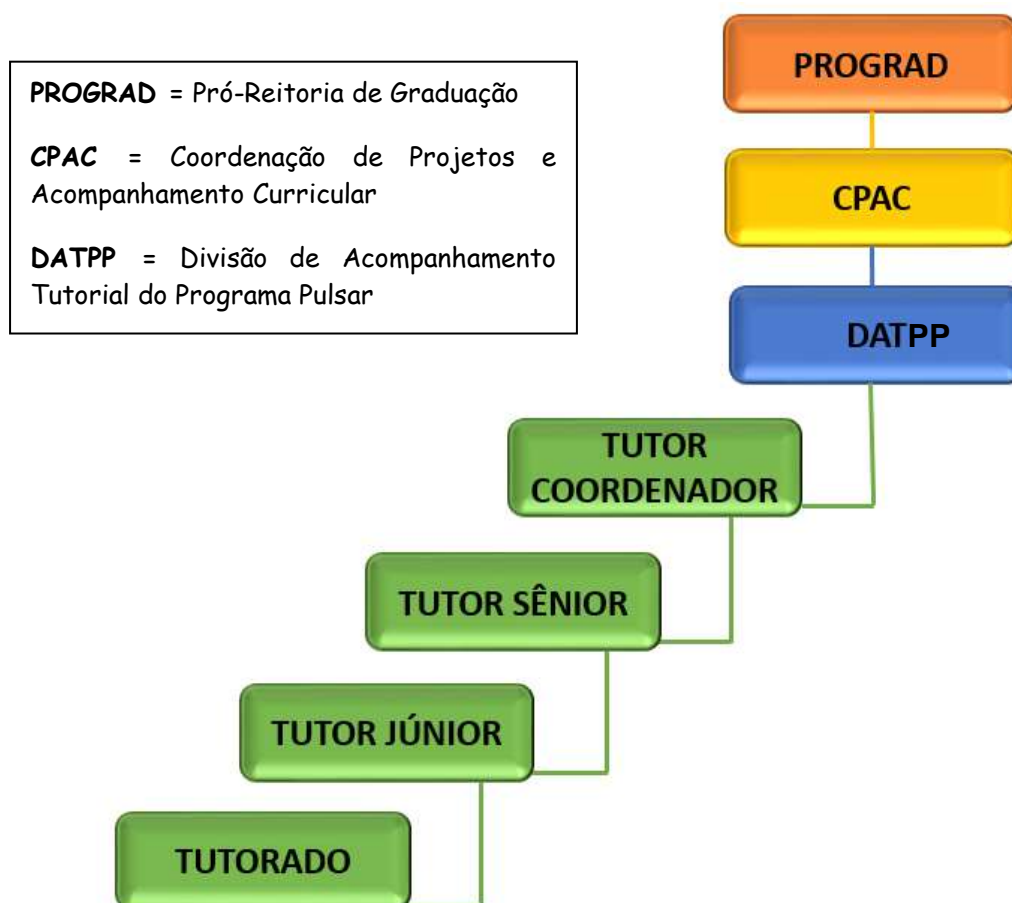 PROGRAD = Pró-Reitoria de Graduação
CPAC = Coordenação de Projetos e
Acompanhamento Curricular
DATPP = Divisão de Acompanhamento
Tutorial do Programa Pulsar
PROGRAD
CPAC
DATPP
TUTOR
COORDENADOR
TUTOR SÊNIOR
TUTOR JÚNIOR
TUTORADO